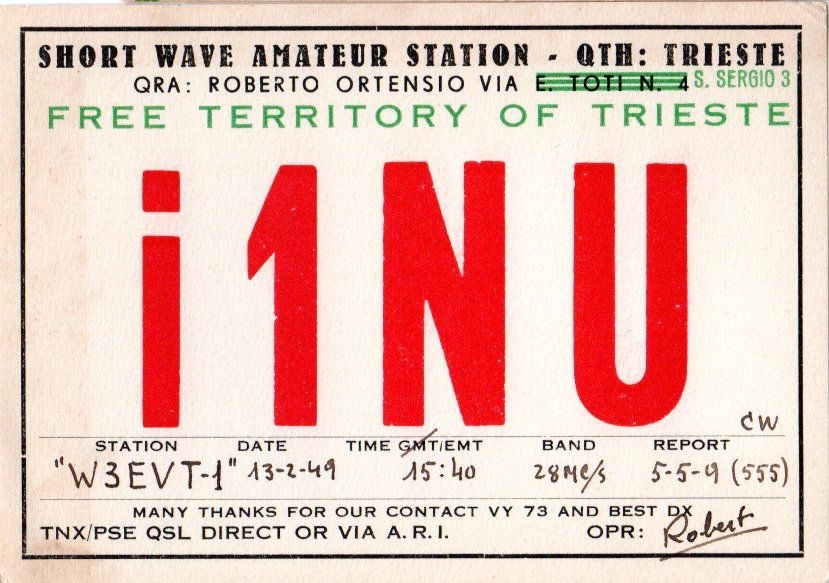 SHORT WAVE AMATEUR STATION - QTH: TRIESTE
QRA: ROBERTO ORTENSIO VIA E. TOTI N. 4 S. SERGIO 3
FREE TERRITORY OF TRIESTE
i1NU
CW
STATION DATE TIME GMT/EMT BAND REPORT
"W3EVT-1" 13-2-49 15:40 28Mc/s 5-5-9 (555)
MANY THANKS FOR OUR CONTACT VY 73 AND BEST DX
TNX/PSE QSL DIRECT OR VIA A.R.I. OPR: Robert